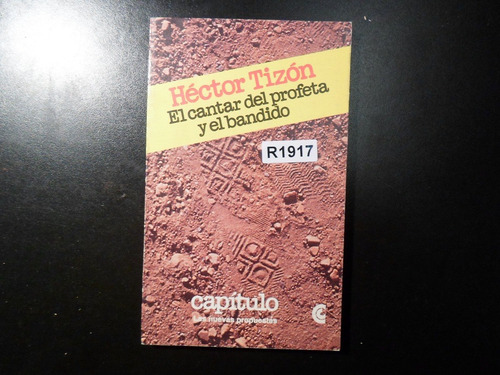 Héctor Tizón
El cantar del profeta
y el bandido
R1917
capítulo
las nuevas propuestas